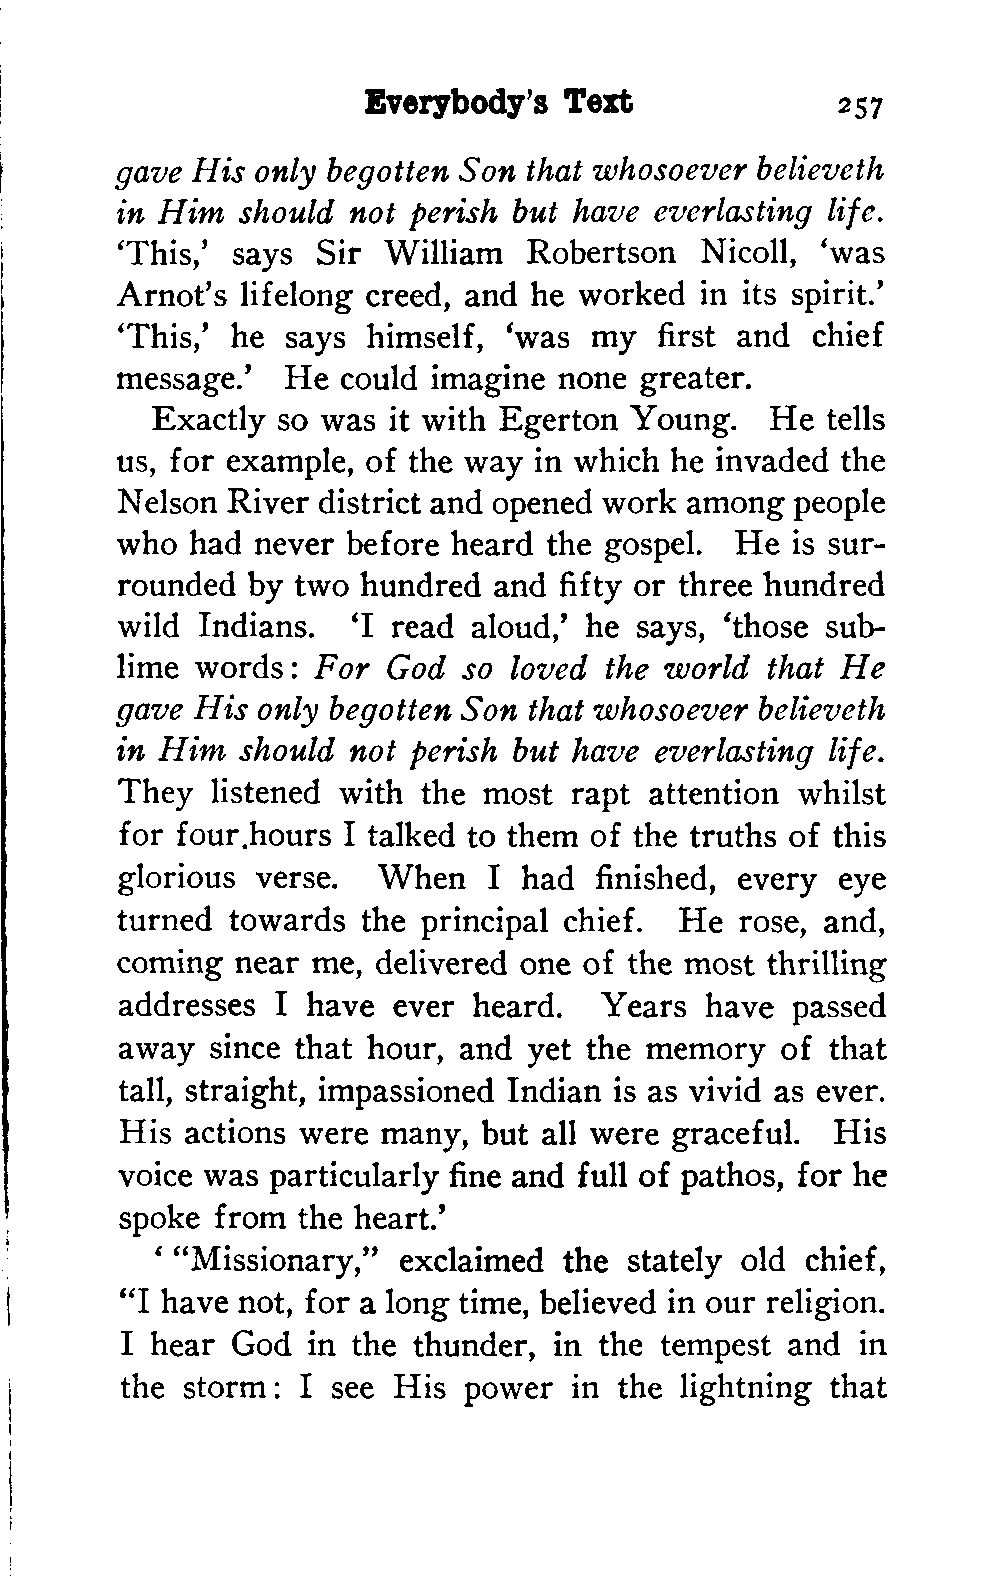 Everybody's Text 257
gave His only begotten Son that whosoever believeth
in Him should not perish but have everlasting life.
‘This,’ says Sir William Robertson Nicoll, ‘was
Arnot's lifelong creed, and he worked in its spirit.’
‘This,’ he says himself, ‘was my first and chief
message.’ He could imagine none greater.
Exactly so was it with Egerton Young. He tells
us, for example, of the way in which he invaded the
Nelson River district and opened work among people
who had never before heard the gospel. He is sur-
rounded by two hundred and fifty or three hundred
wild Indians. ‘I read aloud,’ he says, ‘those sub-
lime words: For God so loved the world that He
gave His only begotten Son that whosoever believeth
in Him should not perish but have everlasting life.
They listened with the most rapt attention whilst
for four.hours I talked to them of the truths of this
glorious verse. When I had finished, every eye
turned towards the principal chief. He rose, and,
coming near me, delivered one of the most thrilling
addresses I have ever heard. Years have passed
away since that hour, and yet the memory of that
tall, straight, impassioned Indian is as vivid as ever.
His actions were many, but all were graceful. His
voice was particularly fine and full of pathos, for he
spoke from the heart.’
‘ “Missionary,” exclaimed the stately old chief,
“I have not, for a long time, believed in our religion.
I hear God in the thunder, in the tempest and in
the storm: I see His power in the lightning that